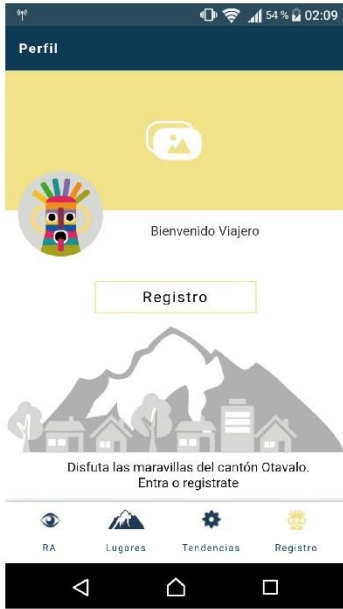 54 % 02:09
Perfil
Bienvenido Viajero
Registro
Disfuta las maravillas del cantón Otavalo.
Entra o registrate
RA Lugares Tendencias Registro